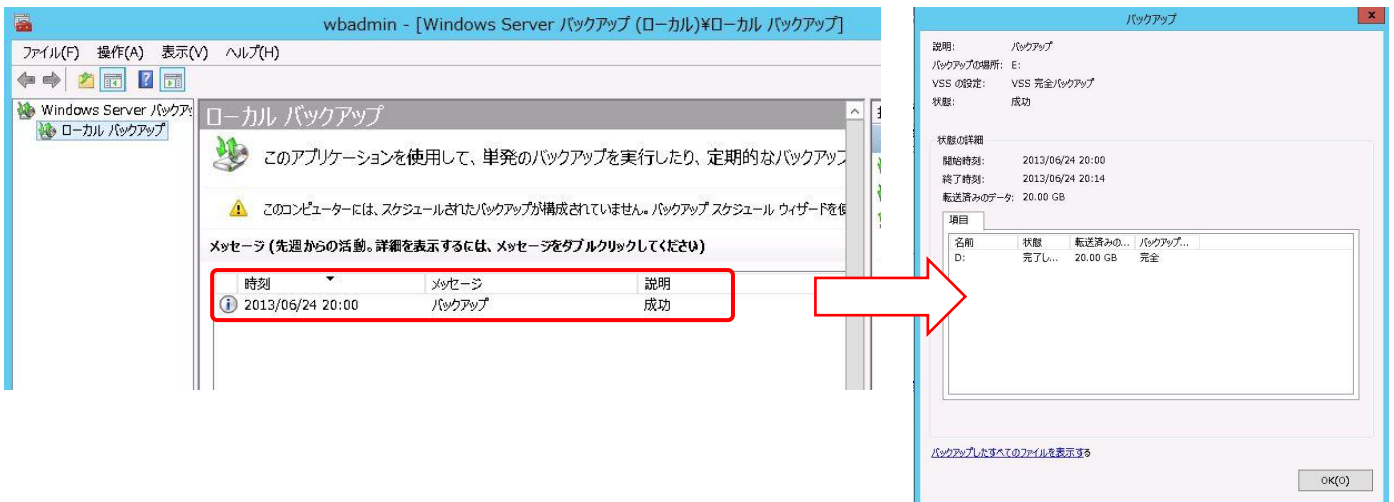 wbadmin - [Windows Server バックアップ (ローカル)¥ローカル バックアップ]
ファイル(F) 操作(A) 表示(V) ヘルプ(H)
Windows Server バックア
ローカル バックアップ
ローカル バックアップ
このアプリケーションを使用して、単発のバックアップを実行したり、定期的なバックアップ
このコンピューターには、スケジュールされたバックアップが構成されていません。バックアップ スケジュール ウィザードを使
メッセージ (先週からの活動。詳細を表示するには、メッセージをダブルクリックしてください)
時刻 メッセージ 説明
2013/06/24 20:00 バックアップ 成功
バックアップ
説明: バックアップ
バックアップの場所: E:
VSS の設定: VSS 完全バックアップ
状態: 成功
状態の詳細
開始時刻: 2013/06/24 20:00
終了時刻: 2013/06/24 20:14
転送済みのデータ: 20.00 GB
項目
名前 状態 転送済みの... バックアップ...
D: 完了し... 20.00 GB 完全
バックアップしたすべてのファイルを表示する
OK(O)